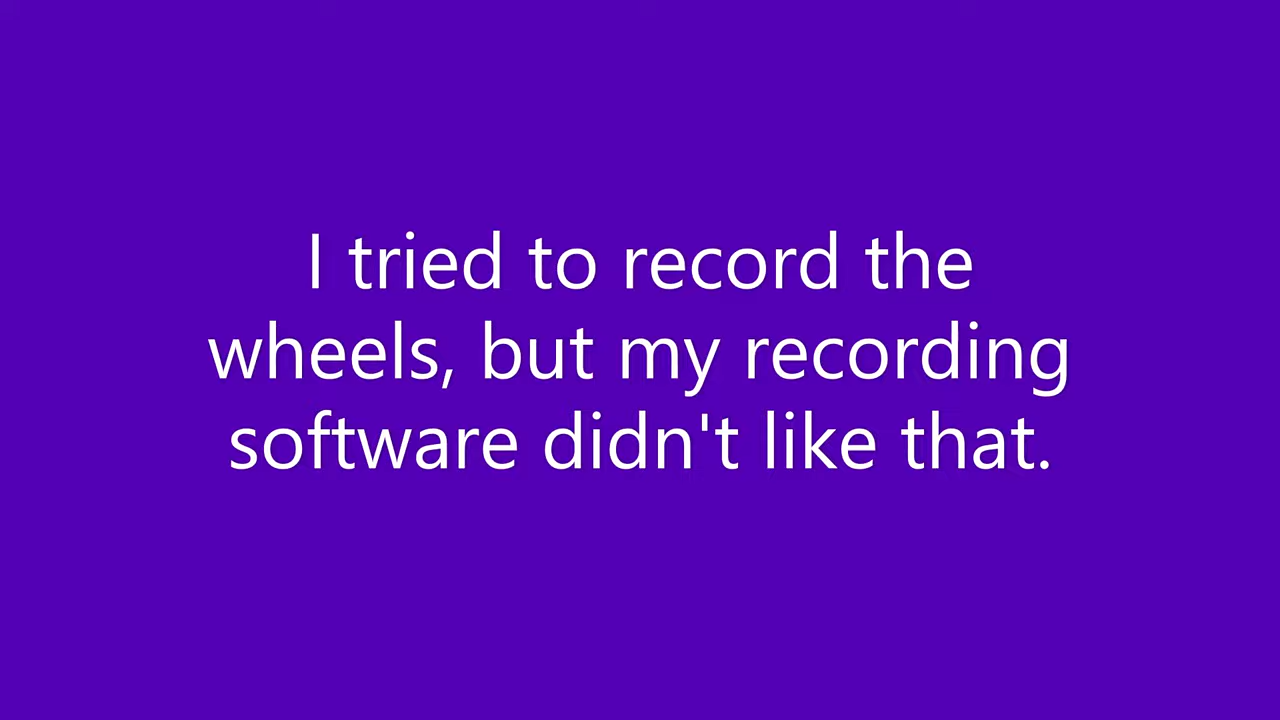 I tried to record the
wheels, but my recording
software didn't like that.